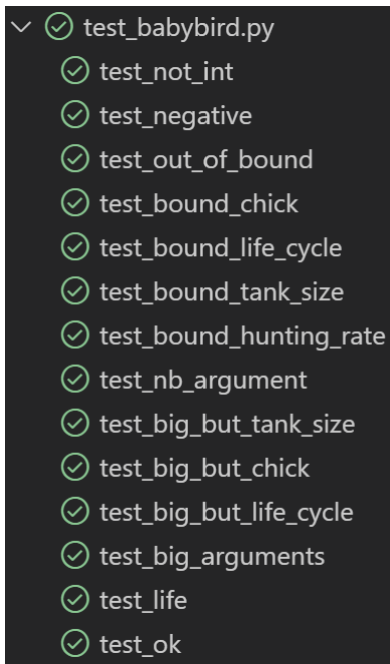 test_babybird.py
test_not_int
test_negative
test_out_of_bound
test_bound_chick
test_bound_life_cycle
test_bound_tank_size
test_bound_hunting_rate
test_nb_argument
test_big_but_tank_size
test_big_but_chick
test_big_but_life_cycle
test_big_arguments
test_life
test_ok